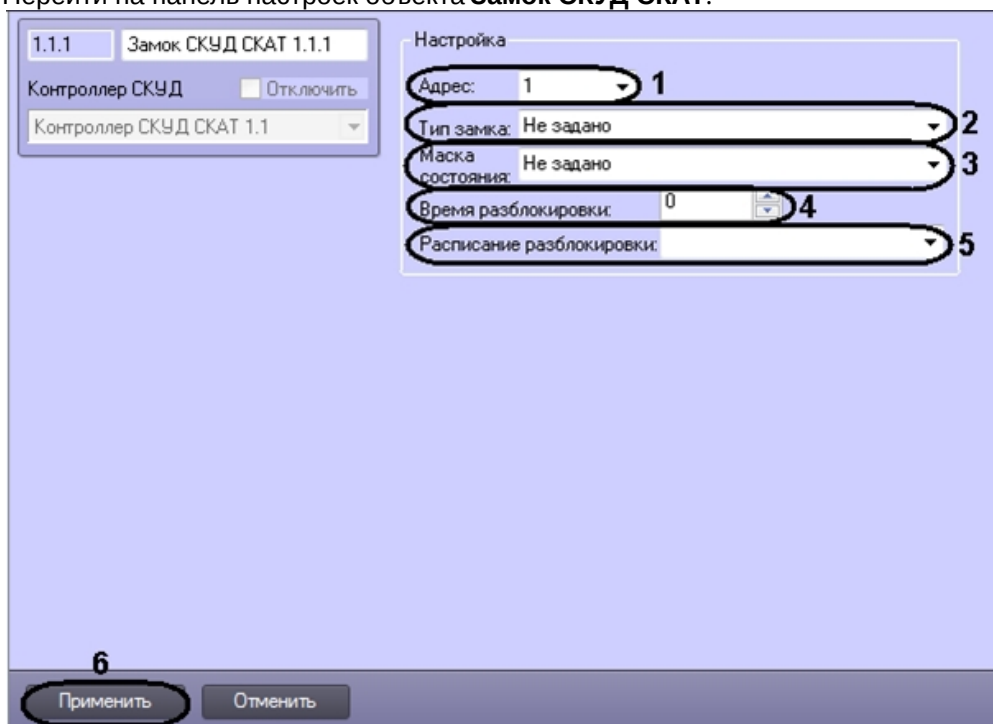 Перейти на панель настроек объекта Замок СКУД СКАТ.
1.1.1 Замок СКУД СКАТ 1.1.1
Контроллер СКУД Отключить
Контроллер СКУД СКАТ 1.1
Настройка
Адрес: 1 1
Тип замка: Не задано 2
Маска состояния: Не задано 3
Время разблокировки: 0 4
Расписание разблокировки: 5
6
Применить Отменить